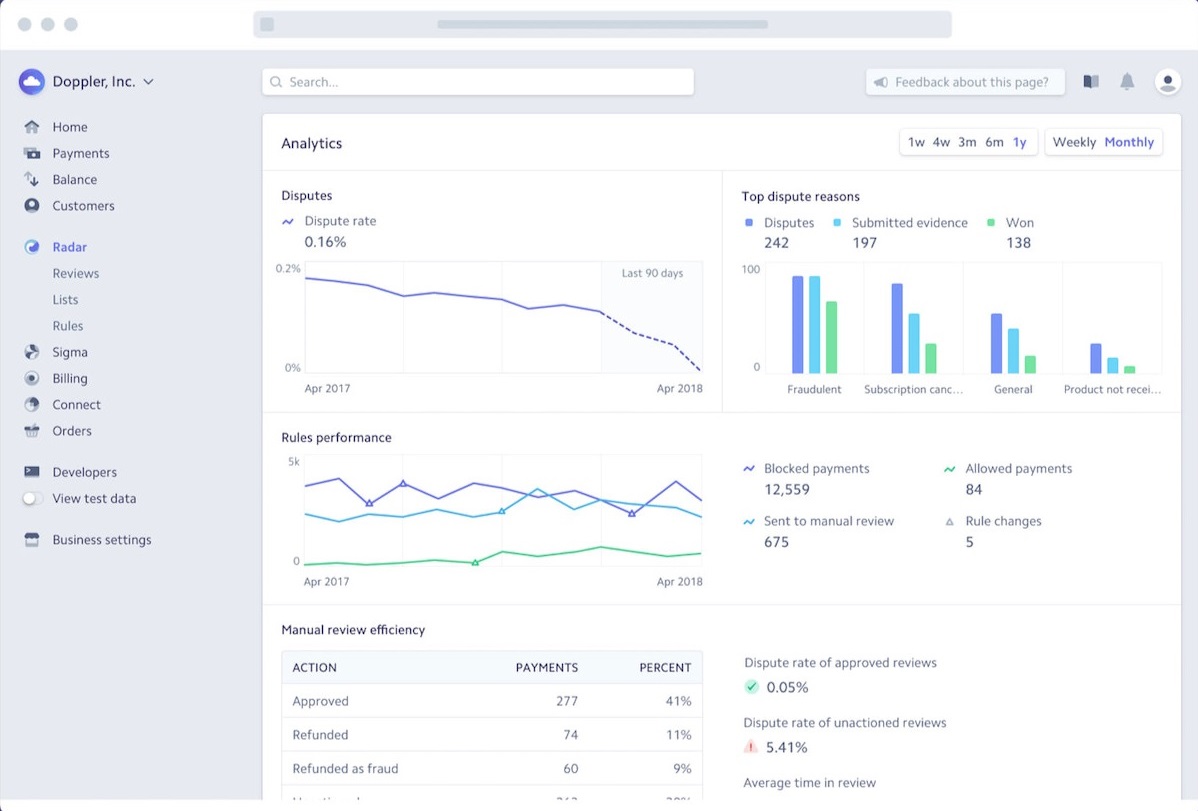 Doppler, Inc.
Search...
Feedback about this page?
Home
Payments
Balance
Customers
Radar
Reviews
Lists
Rules
Sigma
Billing
Connect
Orders
Developers
View test data
Business settings
Analytics
1w 4w 3m 6m 1y
Weekly Monthly
Disputes
Dispute rate
0.16%
0.2%
Last 90 days
0%
Apr 2017 Apr 2018
Top dispute reasons
Disputes Submitted evidence Won
242 197 138
100
0
Fraudulent Subscription canc... General Product not recei...
Rules performance
5k
0
Apr 2017 Apr 2018
Blocked payments Allowed payments
12,559 84
Sent to manual review Rule changes
675 5
Manual review efficiency
ACTION PAYMENTS PERCENT
Approved 277 41%
Refunded 74 11%
Refunded as fraud 60 9%
Dispute rate of approved reviews
0.05%
Dispute rate of unactioned reviews
5.41%
Average time in review